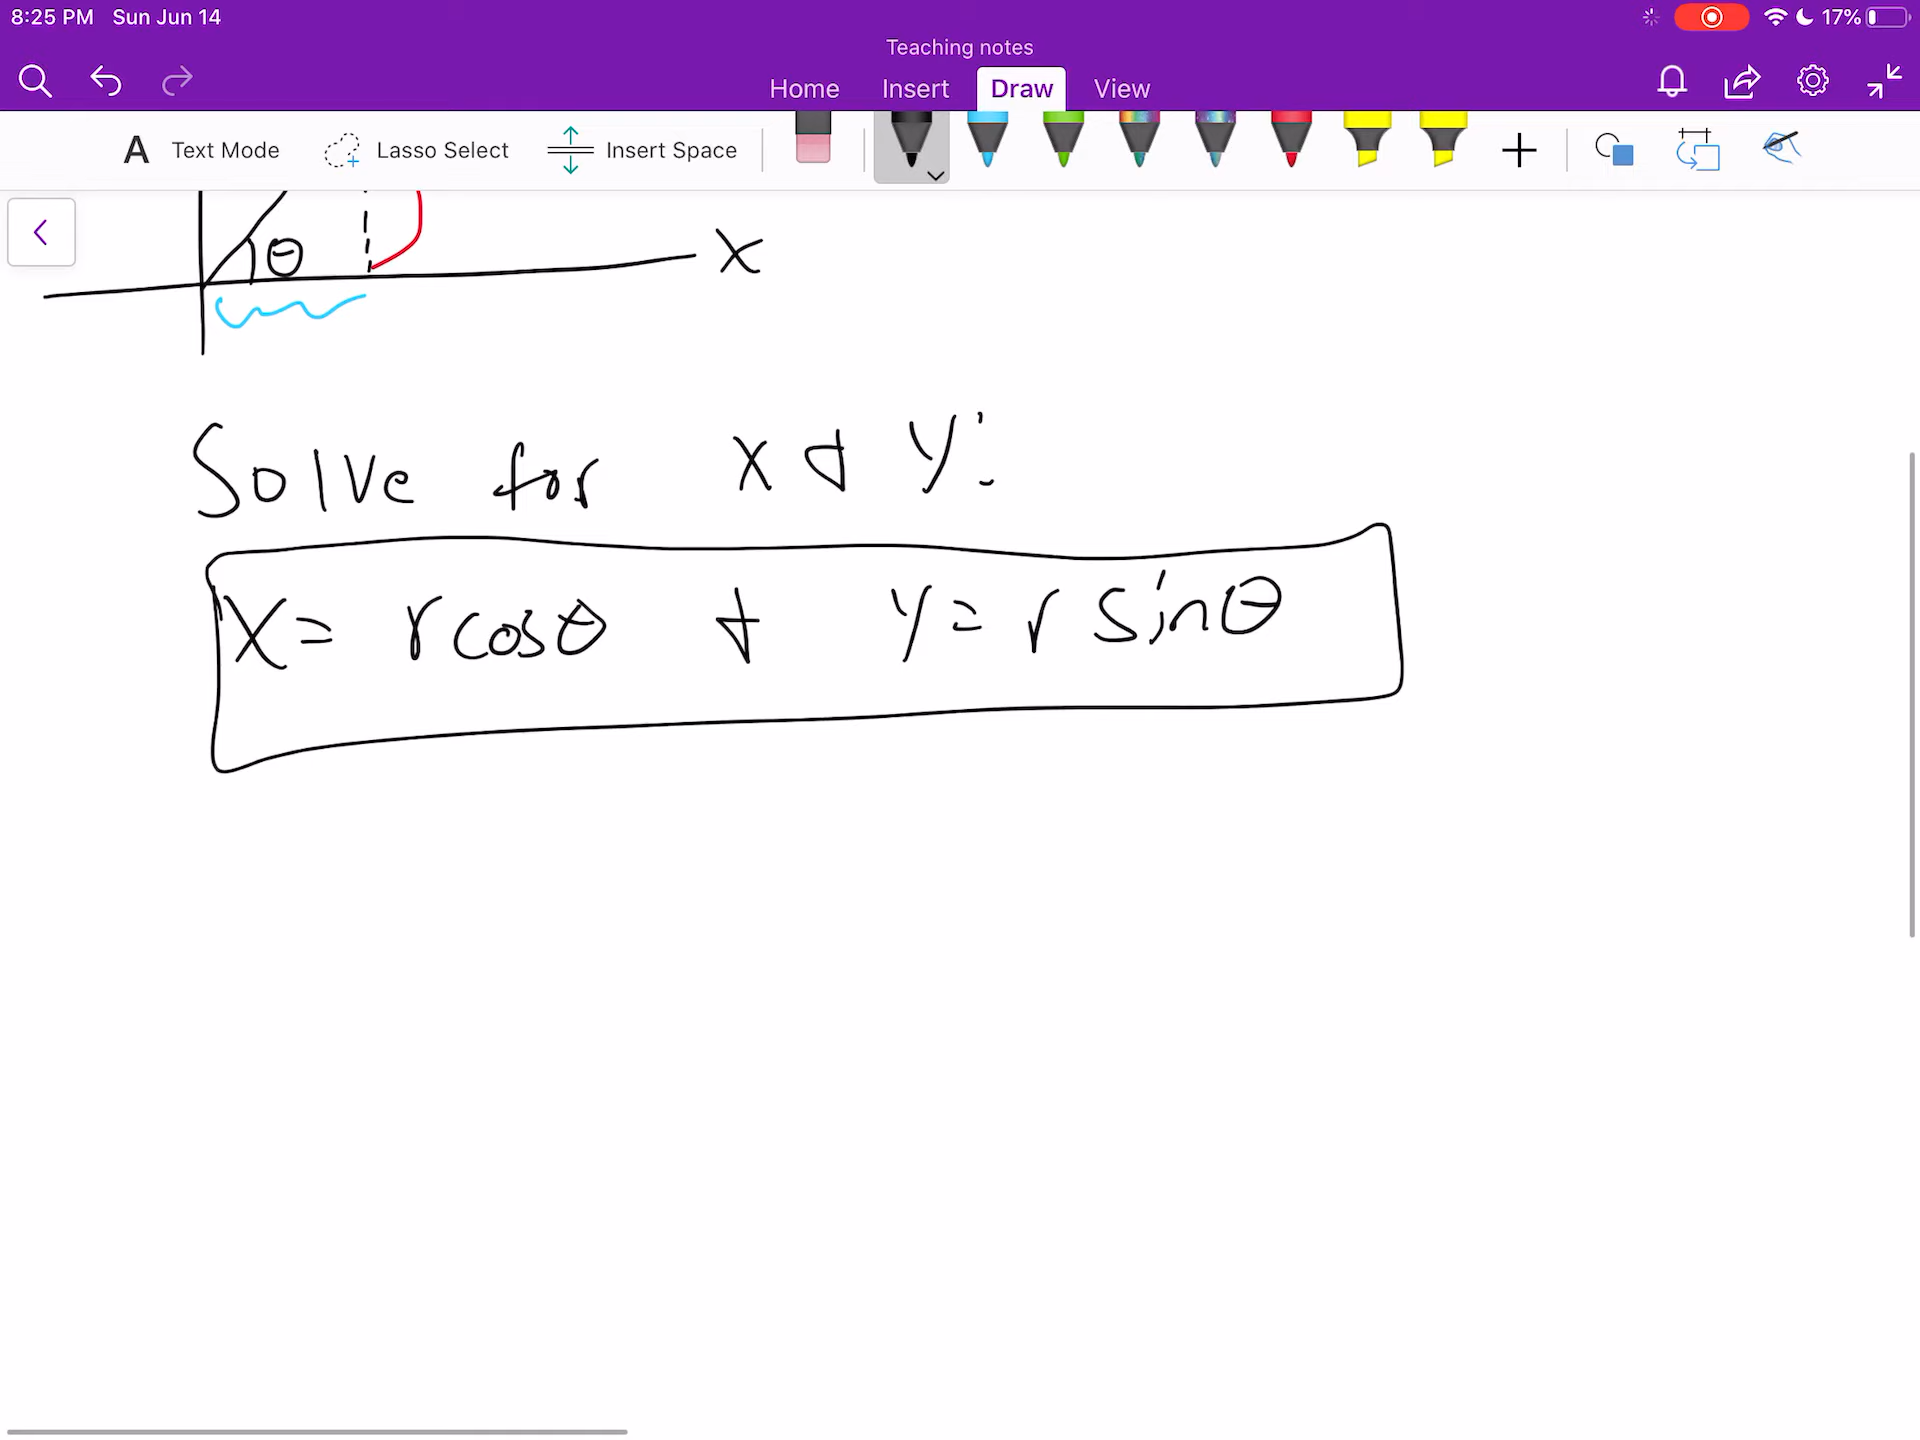 8:25 PM Sun Jun 14 17%
Teaching notes
Home Insert Draw View
A Text Mode Lasso Select Insert Space
θ x
Solve for x & y:
x = r cosθ & y = r sinθ